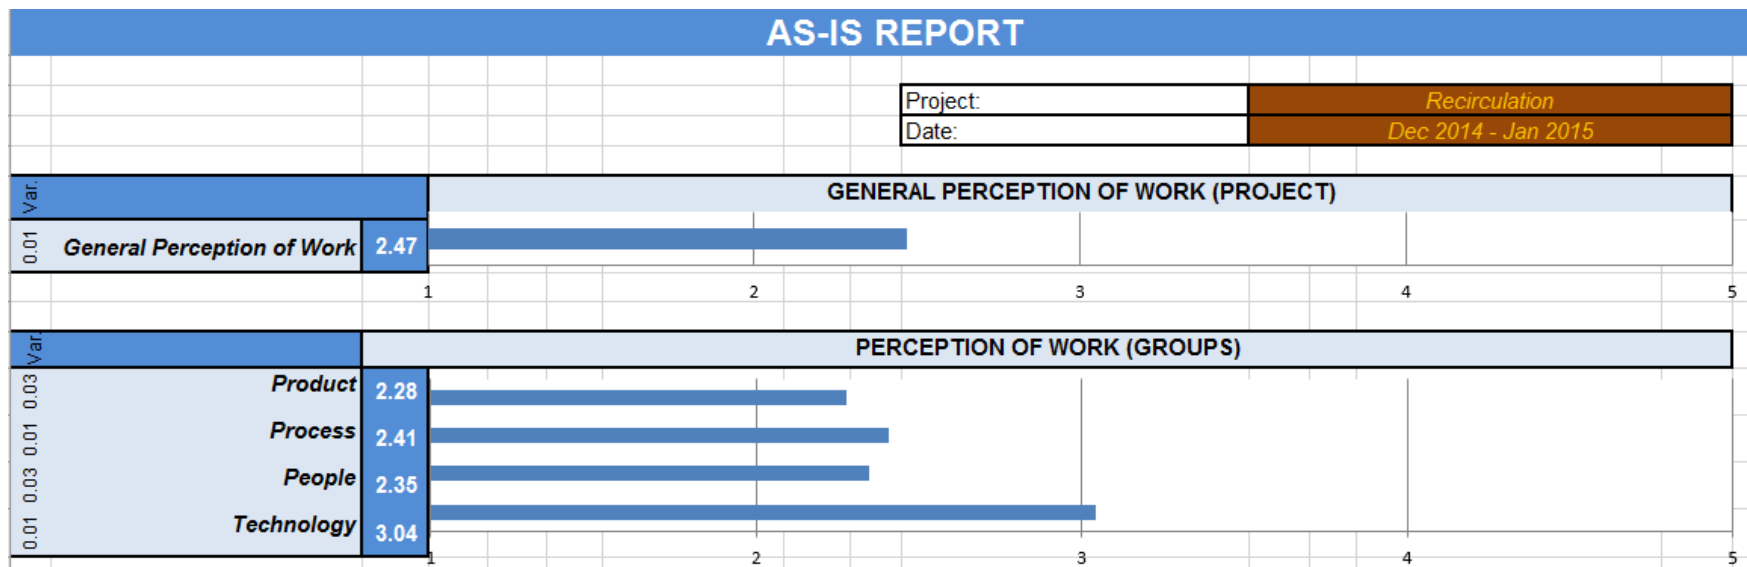 AS-IS REPORT
Project: Recirculation
Date: Dec 2014 - Jan 2015
Var. GENERAL PERCEPTION OF WORK (PROJECT)
0.01 General Perception of Work 2.47
1 2 3 4 5
Var. PERCEPTION OF WORK (GROUPS)
0.03 Product 2.28
0.01 Process 2.41
0.03 People 2.35
0.01 Technology 3.04
1 2 3 4 5